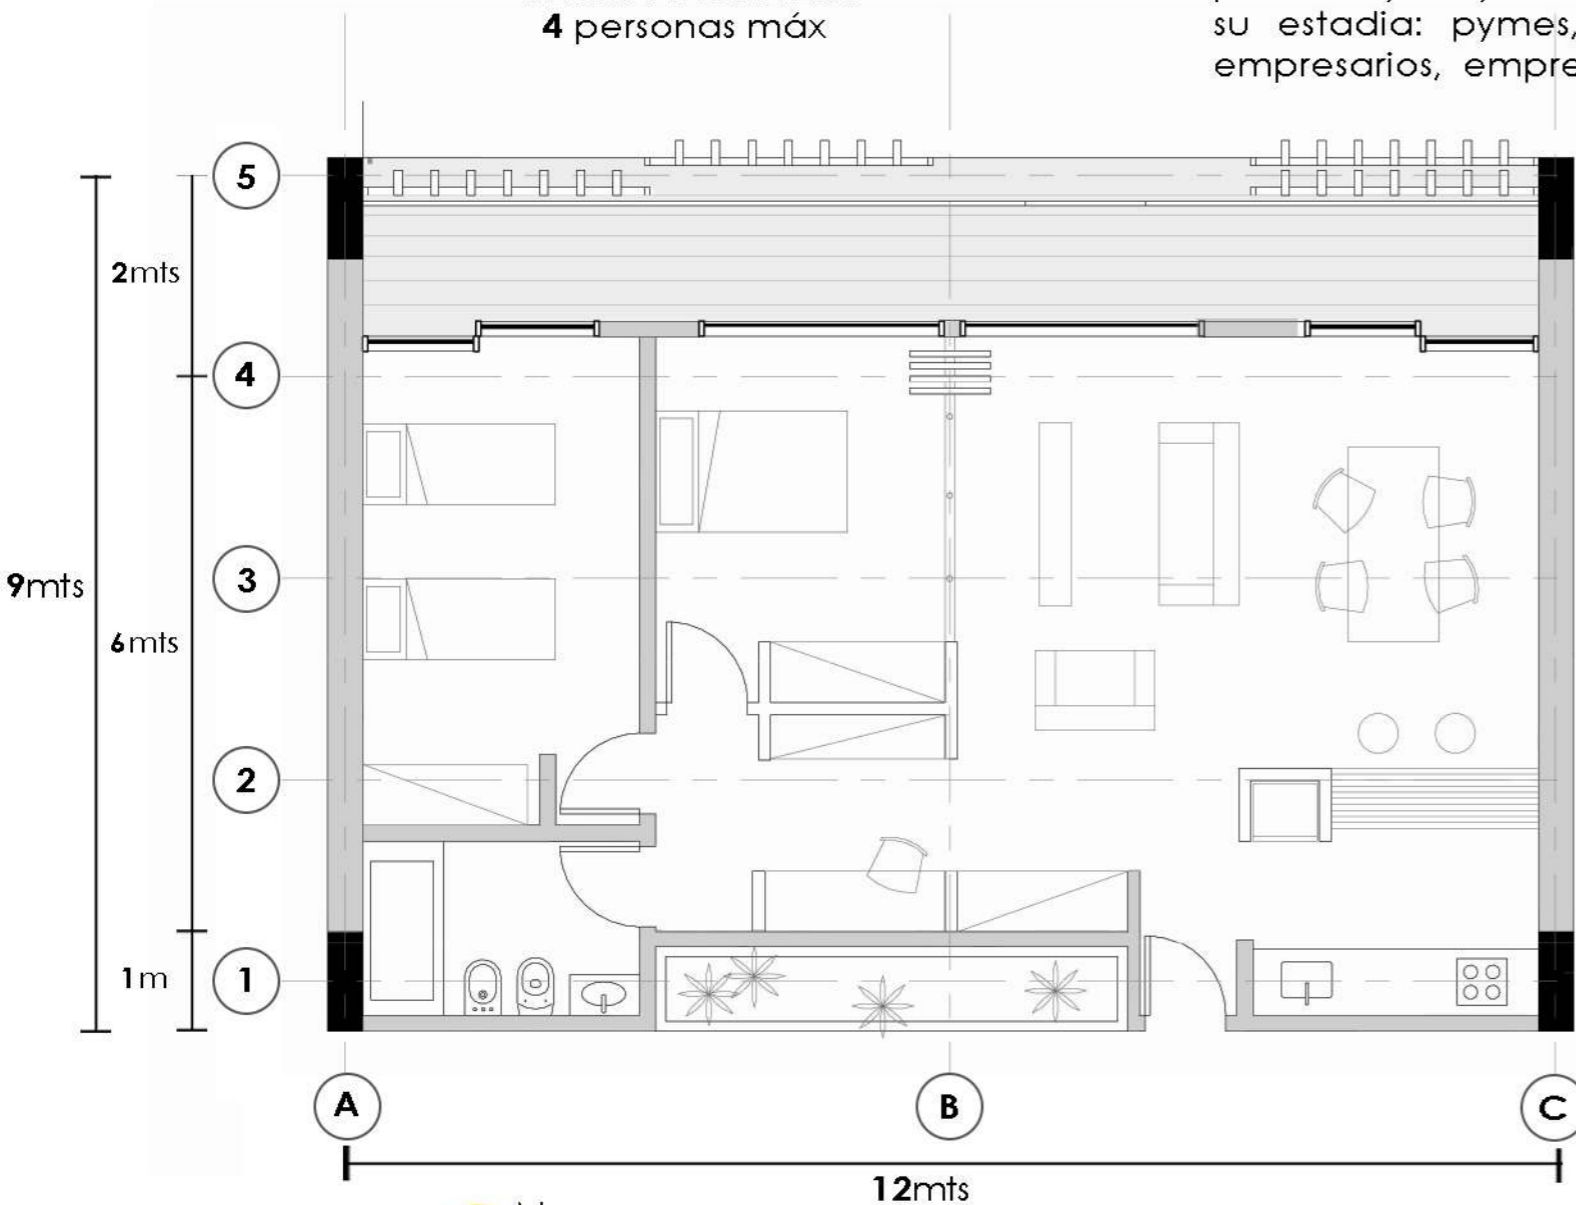 4 personas máx
su estadia: pymes,
empresarios, empre
5
2mts
4
3
9mts
6mts
2
1m
1
A
B
C
12mts